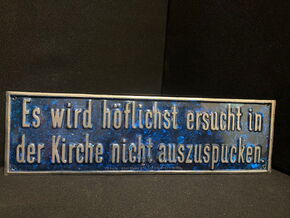 Es wird höflichst ersucht in
der Kirche nicht auszuspucken.